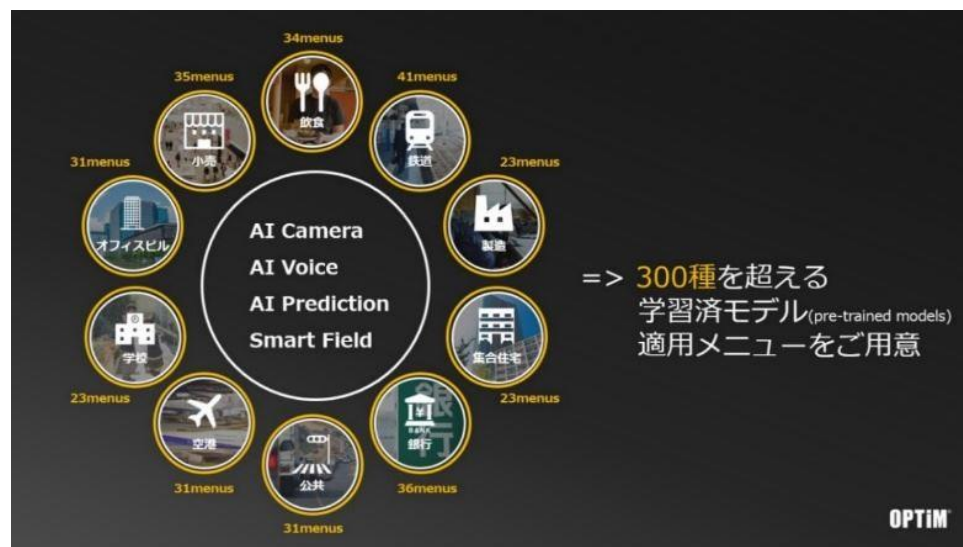 34menus
飲食
41menus
鉄道
23menus
製造
集合住宅
23menus
BANK
銀行
36menus
公共
31menus
空港
31menus
学校
23menus
オフィスビル
31menus
小売
35menus
AI Camera
AI Voice
AI Prediction
Smart Field
=> 300種を超える
学習済モデル(pre-trained models)
適用メニューをご用意
OPTiM